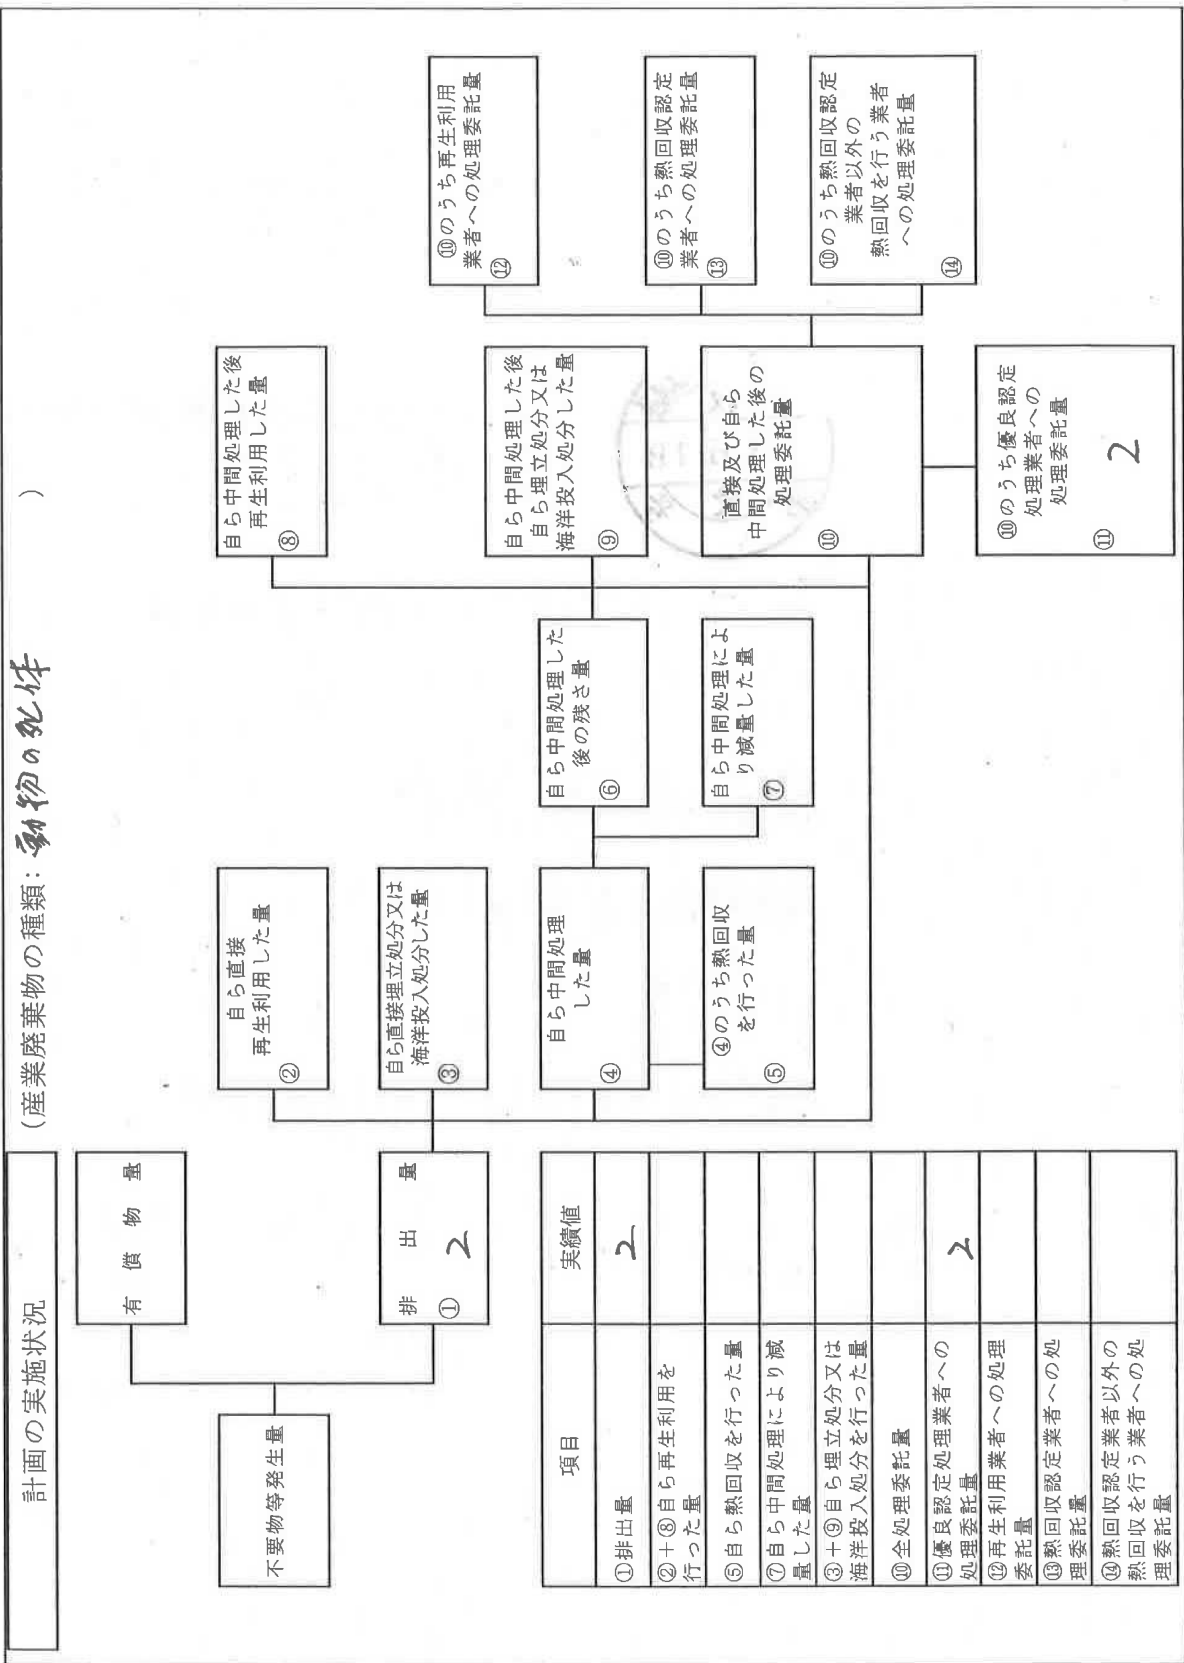 計画の実施状況
(産業廃棄物の種類: 動物の死体 )
不要物等発生量
有償物量
排出量
① 2
自ら直接
再生利用した量
②
自ら直接埋立処分又は
海洋投入処分した量
③
自ら中間処理
した量
④
④のうち熱回収
を行った量
⑤
自ら中間処理した
後の残さ量
⑥
自ら中間処理によ
り減量した量
⑦
自ら中間処理した後
再生利用した量
⑧
自ら中間処理した後
自ら埋立処分又は
海洋投入処分した量
⑨
直接及び自ら
中間処理した後の
処理委託量
⑩
⑩のうち優良認定
処理業者への
処理委託量
⑪ 2
⑩のうち再生利用
業者への処理委託量
⑫
⑩のうち熱回収認定
業者への処理委託量
⑬
⑩のうち熱回収認定
業者以外の
熱回収を行う業者
への処理委託量
⑭
項目 実績値
①排出量 2
②+⑧自ら再生利用を
行った量
⑤自ら熱回収を行った量
⑦自ら中間処理により減
量した量
③+⑨自ら埋立処分又は
海洋投入処分を行った量
⑩全処理委託量
⑪優良認定処理業者への
処理委託量 2
⑫再生利用業者への処理
委託量
⑬熱回収認定業者への処
理委託量
⑭熱回収認定業者以外の
熱回収を行う業者への処
理委託量